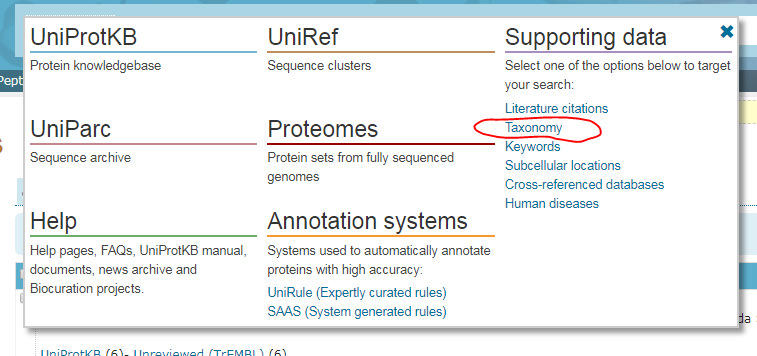 UniProtKB
Protein knowledgebase
UniRef
Sequence clusters
Supporting data
Select one of the options below to target
your search:
Literature citations
Taxonomy
Keywords
Subcellular locations
Cross-referenced databases
Human diseases
UniParc
Sequence archive
Proteomes
Protein sets from fully sequenced
genomes
Help
Help pages, FAQs, UniProtKB manual,
documents, news archive and
Biocuration projects.
Annotation systems
Systems used to automatically annotate
proteins with high accuracy:
UniRule (Expertly curated rules)
SAAS (System generated rules)
Pept
s
da
UniProtKB (6)- Unreviewed (TrEMBL) (6)